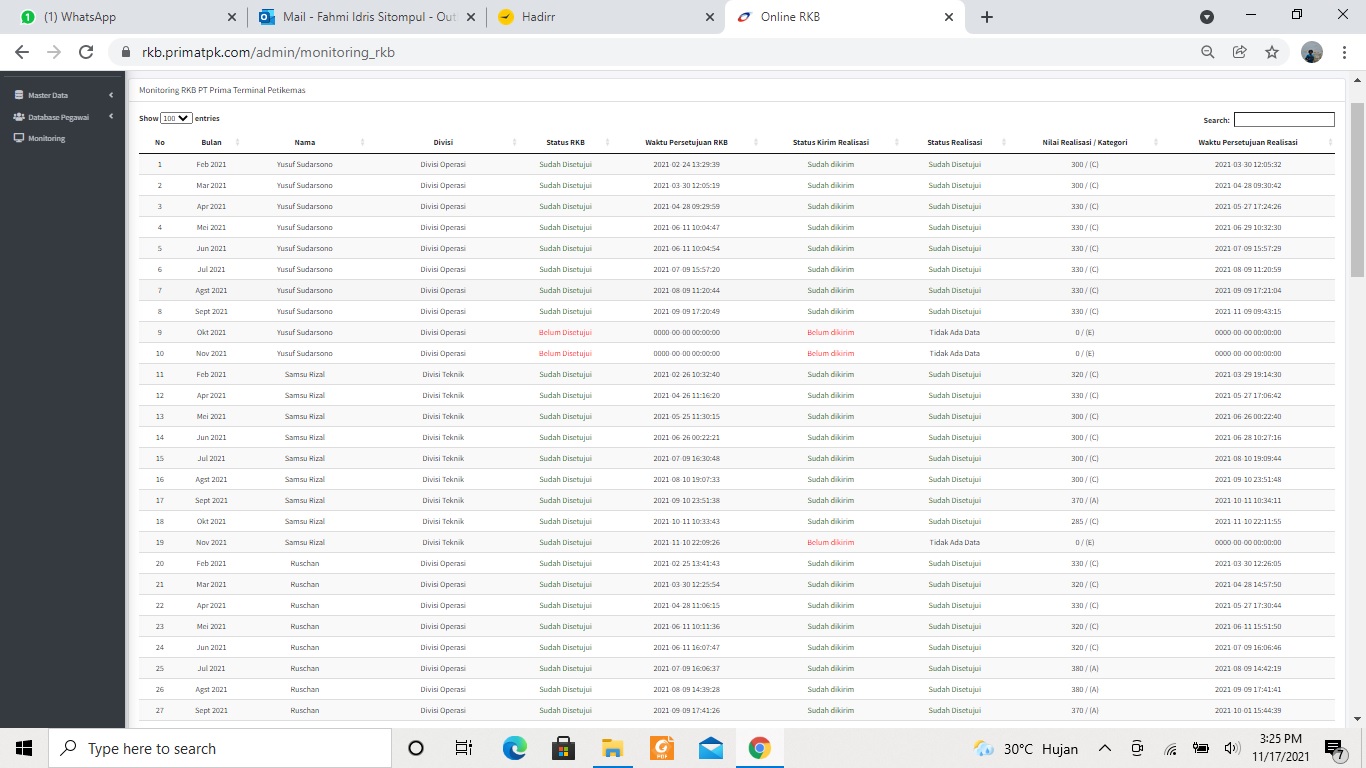 (1) WhatsApp Mail - Fahmi Idris Sitompul - Out Hadirr Online RKB
rkb.primatpk.com/admin/monitoring_rkb
Master Data
Database Pegawai
Monitoring
Monitoring RKB PT Prima Terminal Petikemas
Show 100 entries Search:
No Bulan Nama Divisi Status RKB Waktu Persetujuan RKB Status Kirim Realisasi Status Realisasi Nilai Realisasi / Kategori Waktu Persetujuan Realisasi
1 Feb 2021 Yusuf Sudarsono Divisi Operasi Sudah Disetujui 2021-02-24 13:29:39 Sudah dikirim Sudah Disetujui 300 / (C) 2021-03-30 12:05:32
2 Mar 2021 Yusuf Sudarsono Divisi Operasi Sudah Disetujui 2021-03-30 12:05:19 Sudah dikirim Sudah Disetujui 300 / (C) 2021-04-28 09:30:42
3 Apr 2021 Yusuf Sudarsono Divisi Operasi Sudah Disetujui 2021-04-28 09:29:59 Sudah dikirim Sudah Disetujui 330 / (C) 2021-05-27 17:24:26
4 Mei 2021 Yusuf Sudarsono Divisi Operasi Sudah Disetujui 2021-06-11 10:04:47 Sudah dikirim Sudah Disetujui 330 / (C) 2021-06-29 10:32:30
5 Jun 2021 Yusuf Sudarsono Divisi Operasi Sudah Disetujui 2021-06-11 10:04:54 Sudah dikirim Sudah Disetujui 330 / (C) 2021-07-09 15:57:29
6 Jul 2021 Yusuf Sudarsono Divisi Operasi Sudah Disetujui 2021-07-09 15:57:20 Sudah dikirim Sudah Disetujui 330 / (C) 2021-08-09 11:20:59
7 Agst 2021 Yusuf Sudarsono Divisi Operasi Sudah Disetujui 2021-08-09 11:20:44 Sudah dikirim Sudah Disetujui 330 / (C) 2021-09-09 17:21:04
8 Sept 2021 Yusuf Sudarsono Divisi Operasi Sudah Disetujui 2021-09-09 17:20:49 Sudah dikirim Sudah Disetujui 330 / (C) 2021-11-09 09:43:15
9 Okt 2021 Yusuf Sudarsono Divisi Operasi Belum Disetujui 0000-00-00 00:00:00 Belum dikirim Tidak Ada Data 0 / (E) 0000-00-00 00:00:00
10 Nov 2021 Yusuf Sudarsono Divisi Operasi Belum Disetujui 0000-00-00 00:00:00 Belum dikirim Tidak Ada Data 0 / (E) 0000-00-00 00:00:00
11 Feb 2021 Samsu Rizal Divisi Teknik Sudah Disetujui 2021-02-26 10:32:40 Sudah dikirim Sudah Disetujui 320 / (C) 2021-03-29 19:14:30
12 Apr 2021 Samsu Rizal Divisi Teknik Sudah Disetujui 2021-04-26 11:16:20 Sudah dikirim Sudah Disetujui 330 / (C) 2021-05-27 17:06:42
13 Mei 2021 Samsu Rizal Divisi Teknik Sudah Disetujui 2021-05-25 11:30:15 Sudah dikirim Sudah Disetujui 300 / (C) 2021-06-26 00:22:40
14 Jun 2021 Samsu Rizal Divisi Teknik Sudah Disetujui 2021-06-26 00:22:21 Sudah dikirim Sudah Disetujui 300 / (C) 2021-06-28 10:27:16
15 Jul 2021 Samsu Rizal Divisi Teknik Sudah Disetujui 2021-07-09 16:30:48 Sudah dikirim Sudah Disetujui 300 / (C) 2021-08-10 19:09:44
16 Agst 2021 Samsu Rizal Divisi Teknik Sudah Disetujui 2021-08-10 19:07:33 Sudah dikirim Sudah Disetujui 300 / (C) 2021-09-10 23:51:48
17 Sept 2021 Samsu Rizal Divisi Teknik Sudah Disetujui 2021-09-10 23:51:38 Sudah dikirim Sudah Disetujui 370 / (A) 2021-10-11 10:34:11
18 Okt 2021 Samsu Rizal Divisi Teknik Sudah Disetujui 2021-10-11 10:33:43 Sudah dikirim Sudah Disetujui 285 / (C) 2021-11-10 22:11:55
19 Nov 2021 Samsu Rizal Divisi Teknik Sudah Disetujui 2021-11-10 22:09:26 Belum dikirim Tidak Ada Data 0 / (E) 0000-00-00 00:00:00
20 Feb 2021 Ruschan Divisi Operasi Sudah Disetujui 2021-02-25 13:41:43 Sudah dikirim Sudah Disetujui 330 / (C) 2021-03-30 12:26:05
21 Mar 2021 Ruschan Divisi Operasi Sudah Disetujui 2021-03-30 12:25:54 Sudah dikirim Sudah Disetujui 320 / (C) 2021-04-28 14:57:50
22 Apr 2021 Ruschan Divisi Operasi Sudah Disetujui 2021-04-28 11:06:15 Sudah dikirim Sudah Disetujui 330 / (C) 2021-05-27 17:30:44
23 Mei 2021 Ruschan Divisi Operasi Sudah Disetujui 2021-06-11 10:11:36 Sudah dikirim Sudah Disetujui 320 / (C) 2021-06-11 15:51:50
24 Jun 2021 Ruschan Divisi Operasi Sudah Disetujui 2021-06-11 16:07:47 Sudah dikirim Sudah Disetujui 320 / (C) 2021-07-09 16:06:46
25 Jul 2021 Ruschan Divisi Operasi Sudah Disetujui 2021-07-09 16:06:37 Sudah dikirim Sudah Disetujui 380 / (A) 2021-08-09 14:42:19
26 Agst 2021 Ruschan Divisi Operasi Sudah Disetujui 2021-08-09 14:39:28 Sudah dikirim Sudah Disetujui 380 / (A) 2021-09-09 17:41:41
27 Sept 2021 Ruschan Divisi Operasi Sudah Disetujui 2021-09-09 17:41:26 Sudah dikirim Sudah Disetujui 370 / (A) 2021-10-01 15:44:39
Type here to search 30°C Hujan 3:25 PM
11/17/2021 7